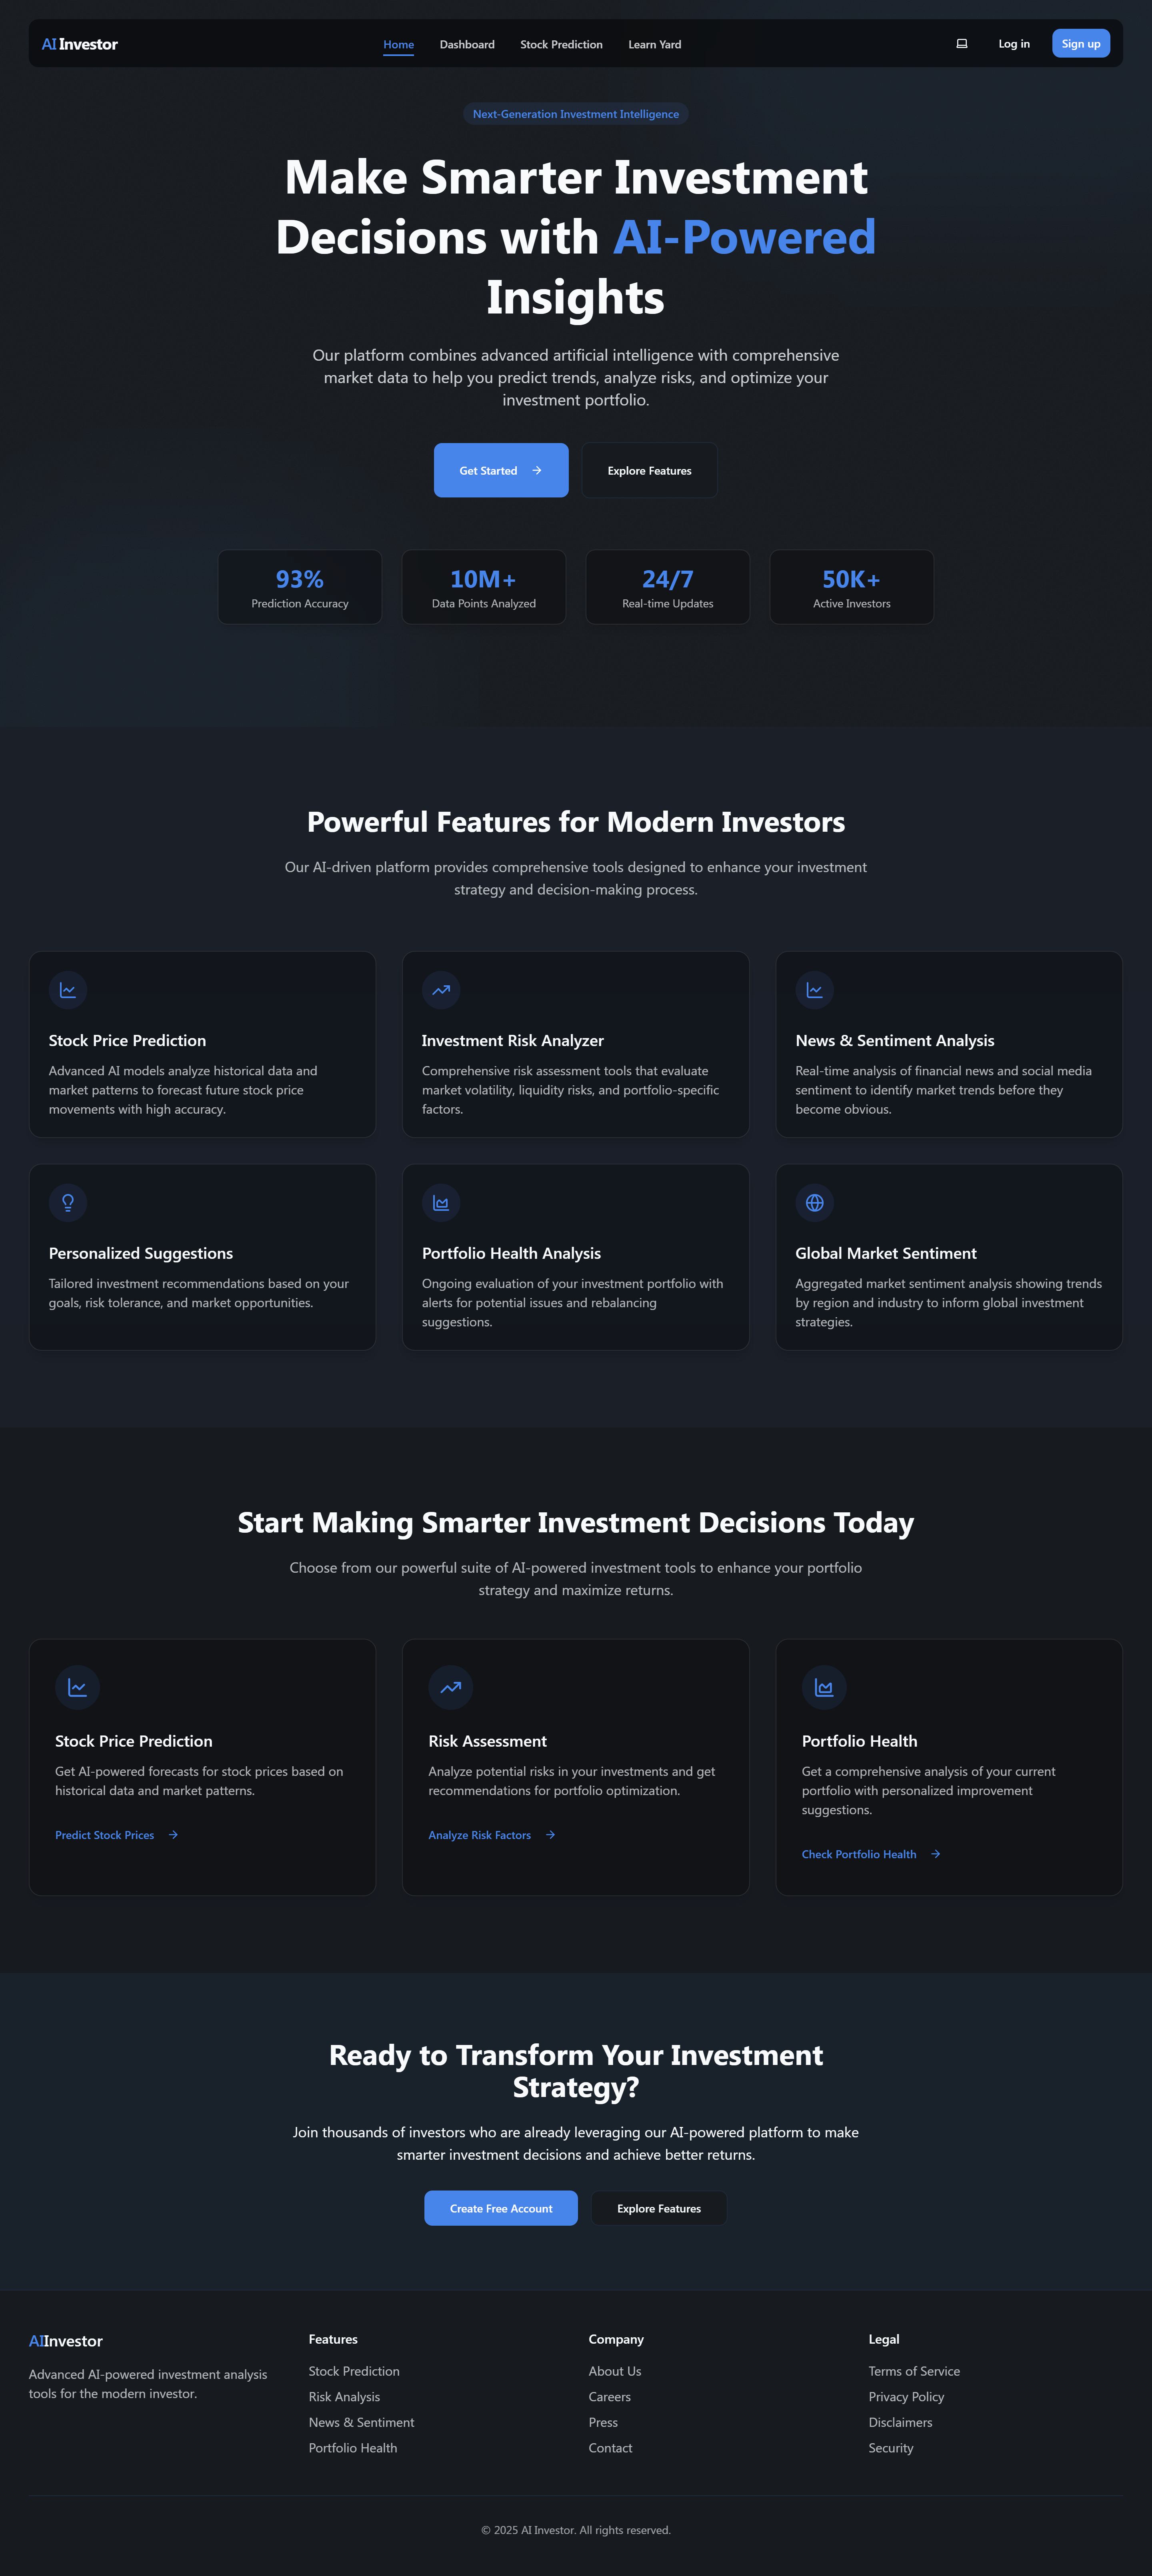 AI Investor
Home
Dashboard
Stock Prediction
Learn Yard
Log in
Sign up
Next-Generation Investment Intelligence
Make Smarter Investment
Decisions with AI-Powered
Insights
Our platform combines advanced artificial intelligence with comprehensive
market data to help you predict trends, analyze risks, and optimize your
investment portfolio.
Get Started
Explore Features
93%
Prediction Accuracy
10M+
Data Points Analyzed
24/7
Real-time Updates
50K+
Active Investors
Powerful Features for Modern Investors
Our AI-driven platform provides comprehensive tools designed to enhance your investment
strategy and decision-making process.
Stock Price Prediction
Advanced AI models analyze historical data and
market patterns to forecast future stock price
movements with high accuracy.
Investment Risk Analyzer
Comprehensive risk assessment tools that evaluate
market volatility, liquidity risks, and portfolio-specific
factors.
News & Sentiment Analysis
Real-time analysis of financial news and social media
sentiment to identify market trends before they
become obvious.
Personalized Suggestions
Tailored investment recommendations based on your
goals, risk tolerance, and market opportunities.
Portfolio Health Analysis
Ongoing evaluation of your investment portfolio with
alerts for potential issues and rebalancing
suggestions.
Global Market Sentiment
Aggregated market sentiment analysis showing trends
by region and industry to inform global investment
strategies.
Start Making Smarter Investment Decisions Today
Choose from our powerful suite of AI-powered investment tools to enhance your portfolio
strategy and maximize returns.
Stock Price Prediction
Get AI-powered forecasts for stock prices based on
historical data and market patterns.
Predict Stock Prices
Risk Assessment
Analyze potential risks in your investments and get
recommendations for portfolio optimization.
Analyze Risk Factors
Portfolio Health
Get a comprehensive analysis of your current
portfolio with personalized improvement
suggestions.
Check Portfolio Health
Ready to Transform Your Investment
Strategy?
Join thousands of investors who are already leveraging our AI-powered platform to make
smarter investment decisions and achieve better returns.
Create Free Account
Explore Features
AIInvestor
Advanced AI-powered investment analysis
tools for the modern investor.
Features
Stock Prediction
Risk Analysis
News & Sentiment
Portfolio Health
Company
About Us
Careers
Press
Contact
Legal
Terms of Service
Privacy Policy
Disclaimers
Security
© 2025 AI Investor. All rights reserved.